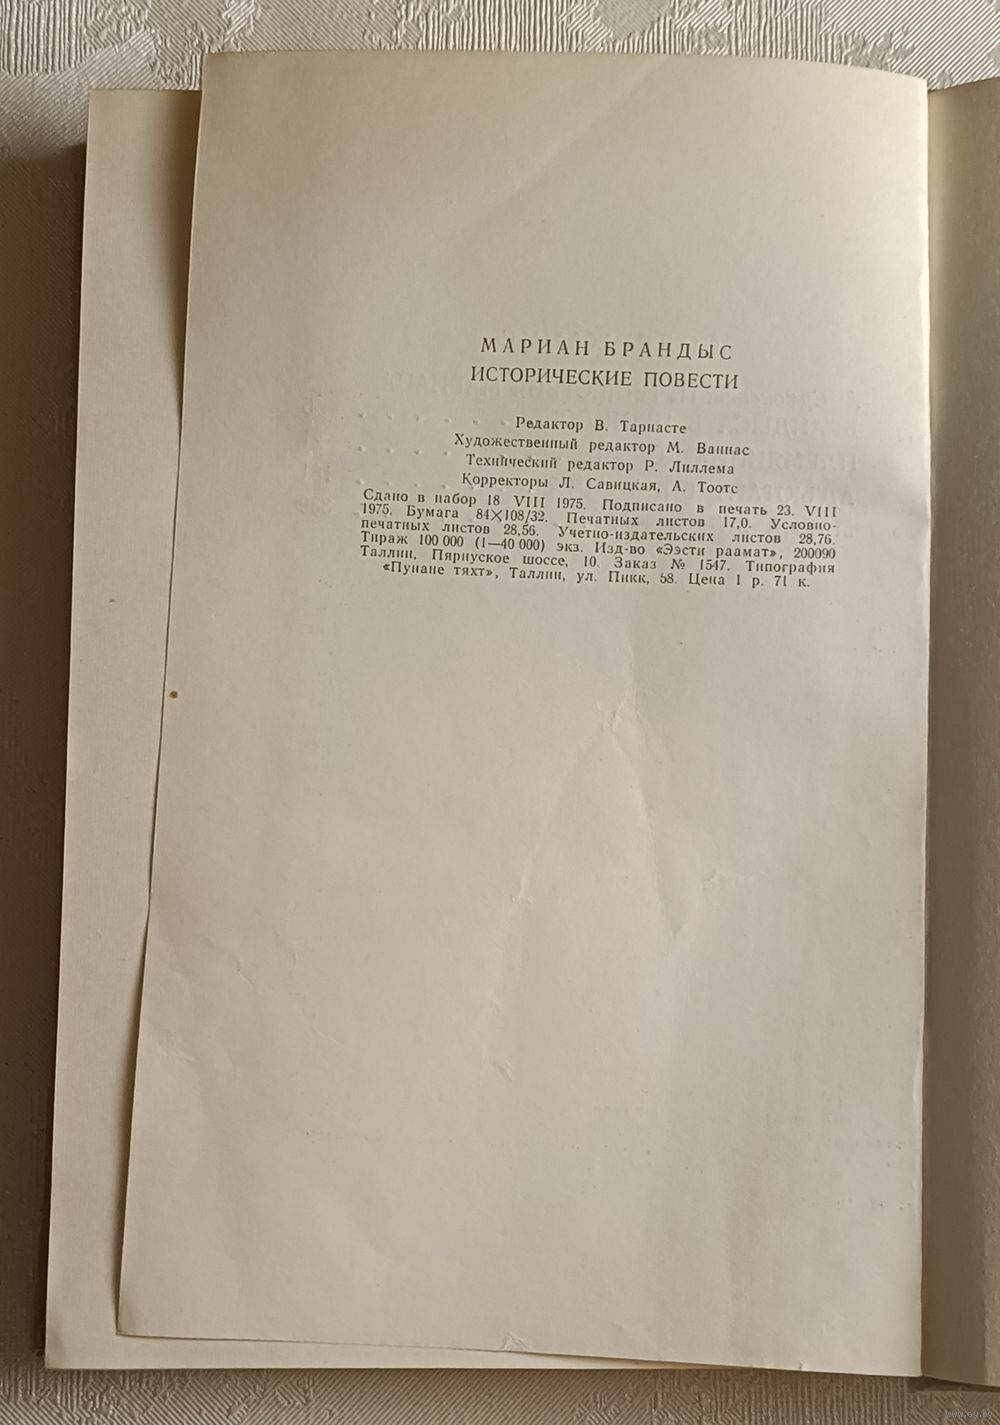 МАРИАН БРАНДЫС
ИСТОРИЧЕСКИЕ ПОВЕСТИ
Редактор В. Тарнасте
Художественный редактор М. Ваннас
Технический редактор Р. Лиллема
Корректоры Л. Савицкая, А. Тоотс
Сдано в набор 18 VIII 1975. Подписано в печать 23. VIII
1975. Бумага 84×108/32. Печатных листов 17,0. Условно-
печатных листов 28,56. Учетно-издательских листов 28,76.
Тираж 100 000 (1—40 000) экз. Изд-во «Ээсти раамат», 200090
Таллин, Пярнуское шоссе, 10. Заказ № 1547. Типография
«Пунане тяхт», Таллин, ул. Пикк, 58. Цена 1 р. 71 к.